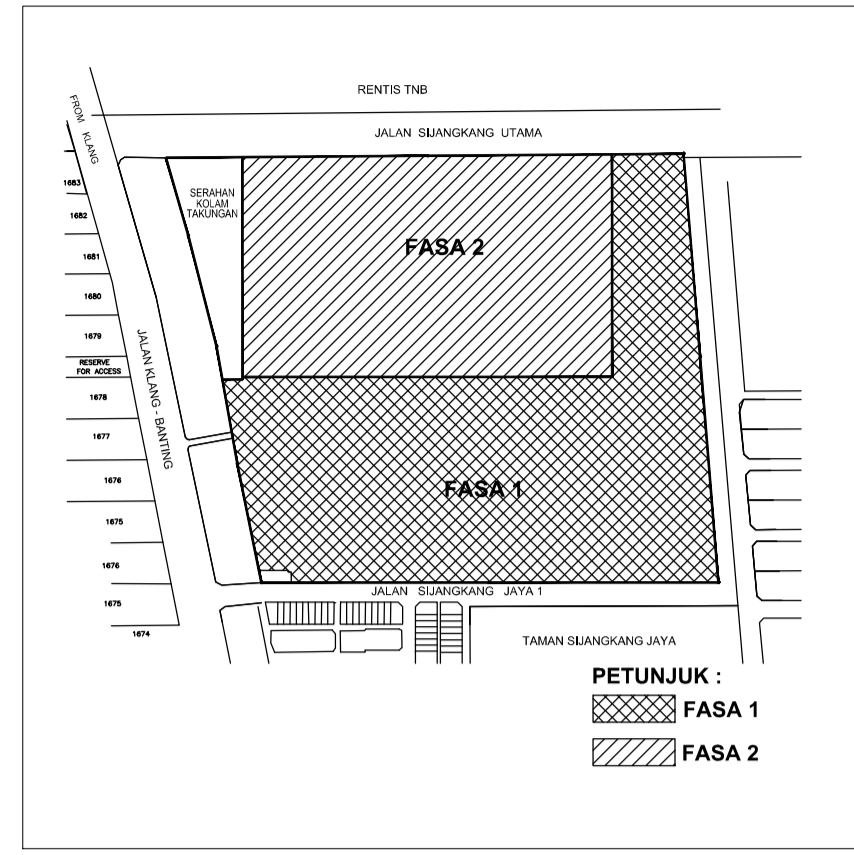 RENTIS TNB
FROM KLANG
JALAN SIJANGKANG UTAMA
1683
SERAHAN
KOLAM
TAKUNGAN
1682
FASA 2
1681
1680
1679
JALAN KLANG - BANTING
RESERVE
FOR ACCESS
1678
1677
1676
FASA 1
1675
1676
1675
JALAN SIJANGKANG JAYA 1
1674
TAMAN SIJANGKANG JAYA
PETUNJUK :
FASA 1
FASA 2